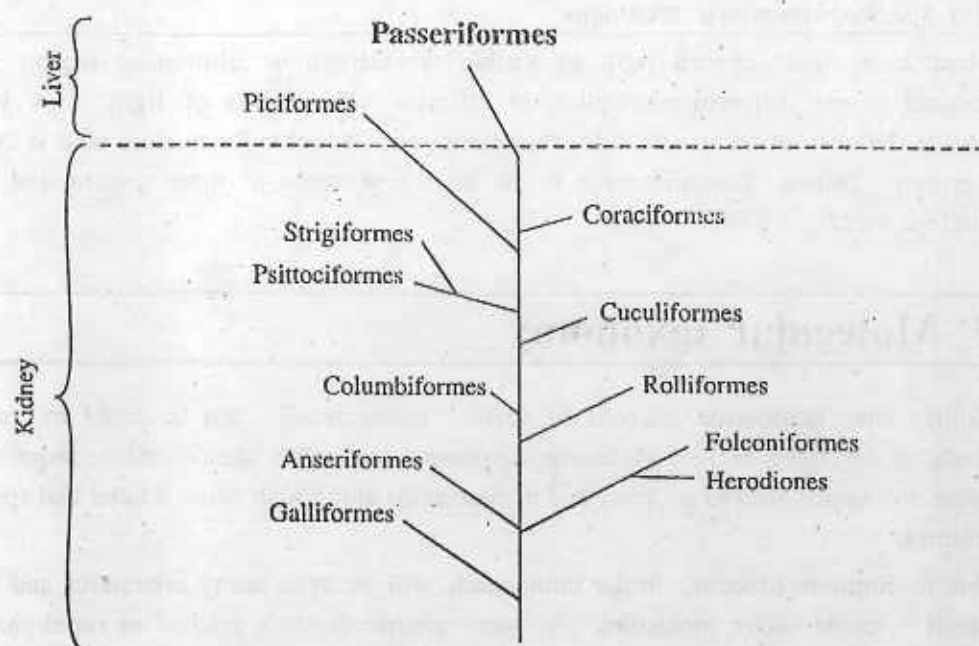 Passeriformes
Liver
Piciformes
Coraciformes
Strigiformes
Psittociformes
Cuculiformes
Kidney
Columbiformes
Rolliformes
Anseriformes
Folconiformes
Herodiones
Galliformes